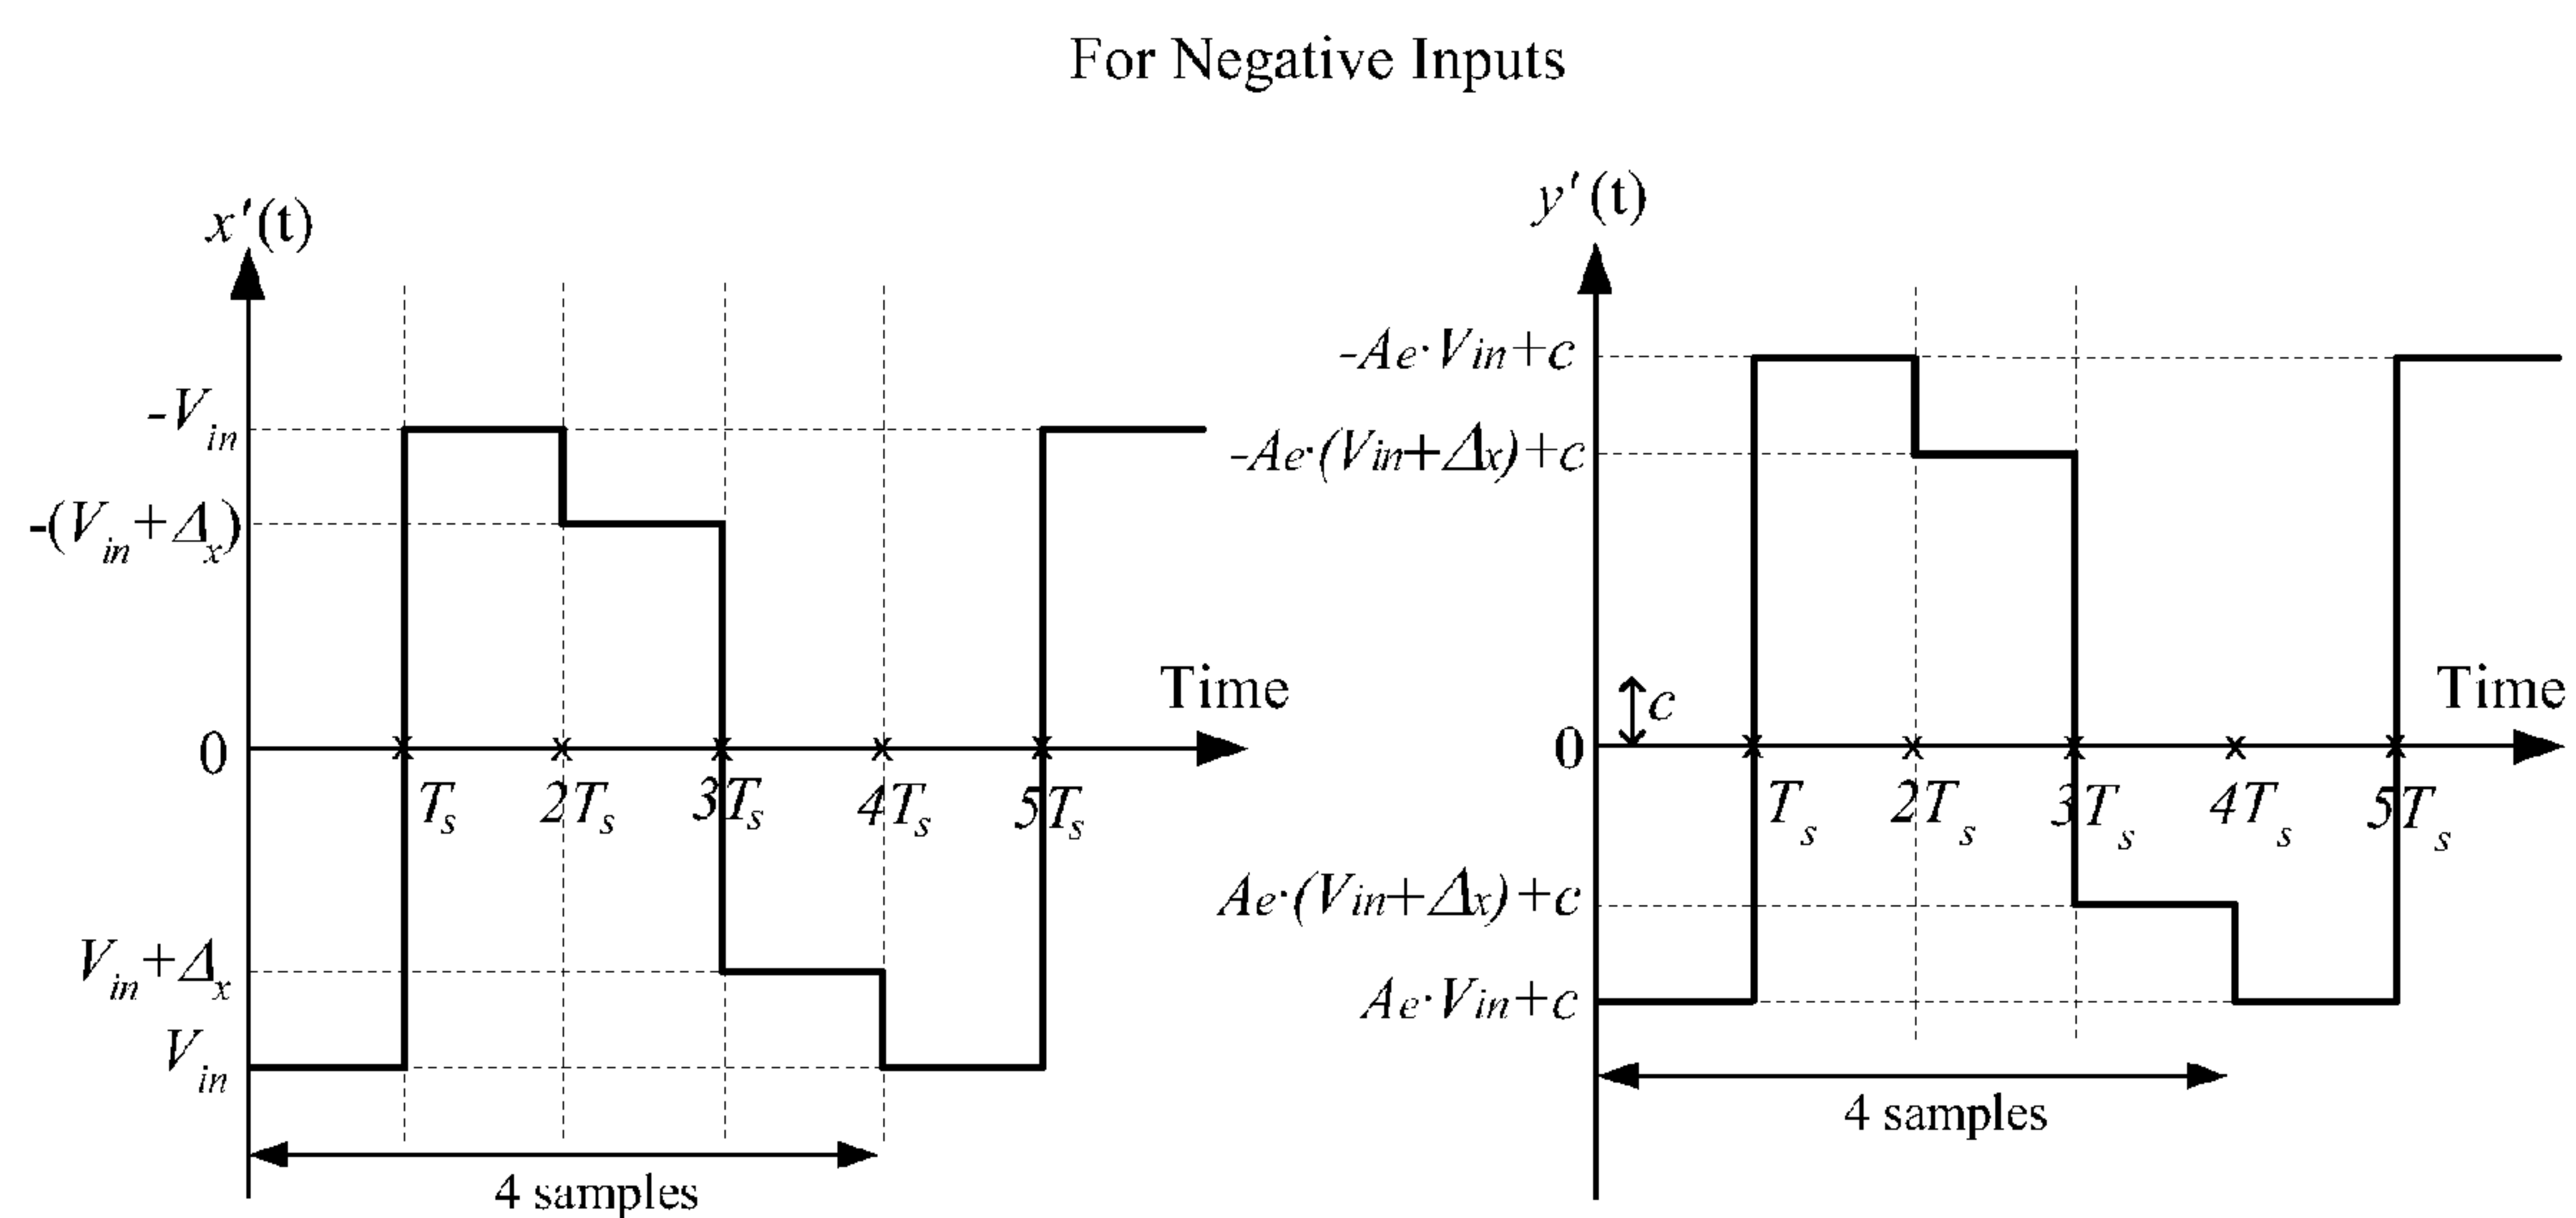 For Negative Inputs
x'(t)
-V_in
-(V_in+Δ_x)
Time
0
T_s 2T_s 3T_s 4T_s 5T_s
V_in+Δ_x
V_in
4 samples
y'(t)
-Ae·Vin+c
-Ae·(Vin+Δx)+c
c
Time
0
T_s 2T_s 3T_s 4T_s 5T_s
Ae·(Vin+Δx)+c
Ae·Vin+c
4 samples